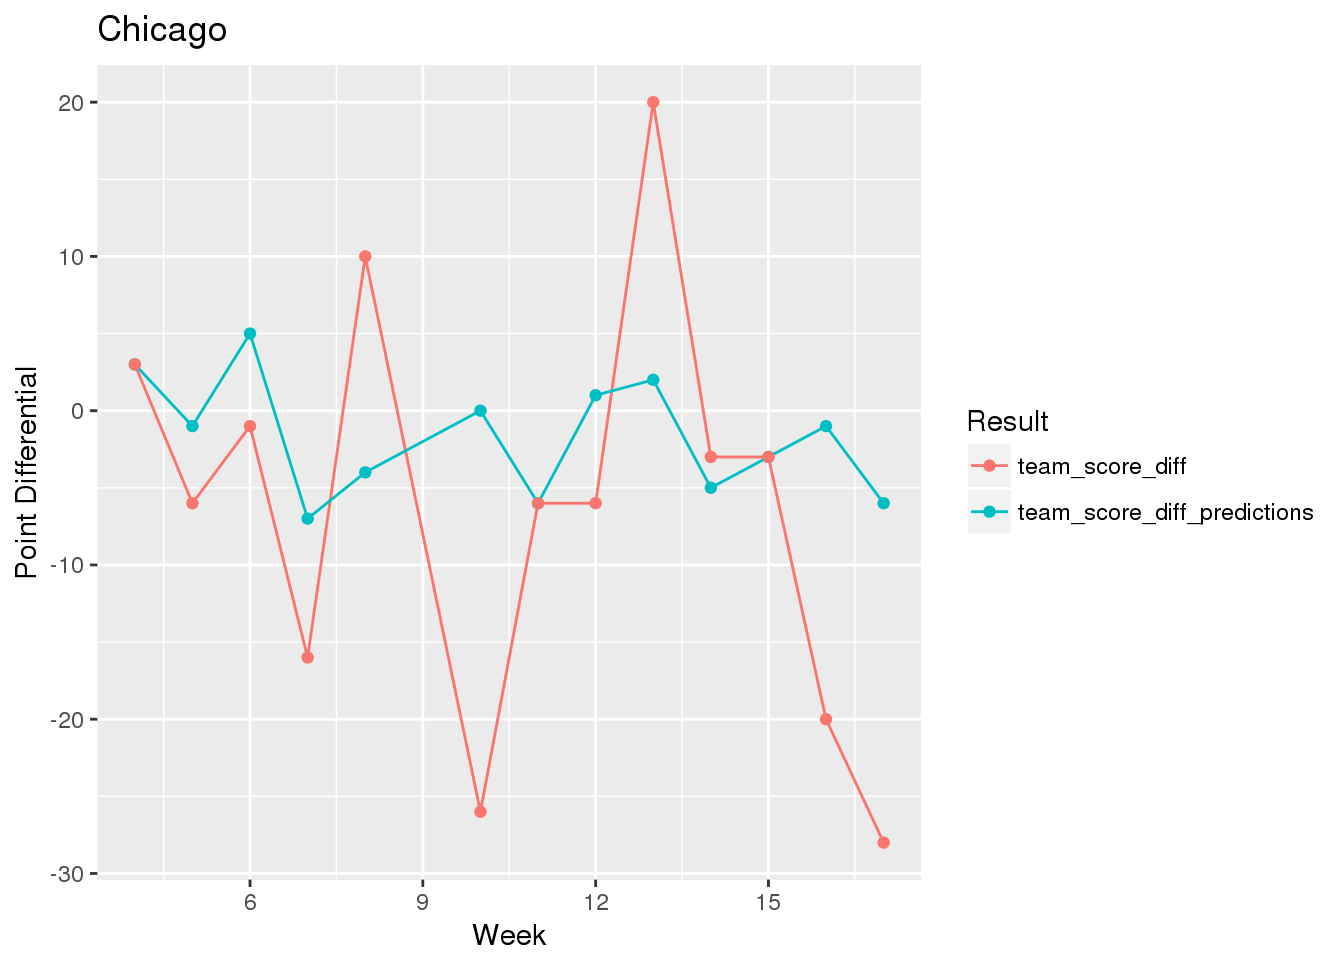 Chicago
20
10
0
-10
-20
-30
Point Differential
6 9 12 15
Week
Result
team_score_diff
team_score_diff_predictions